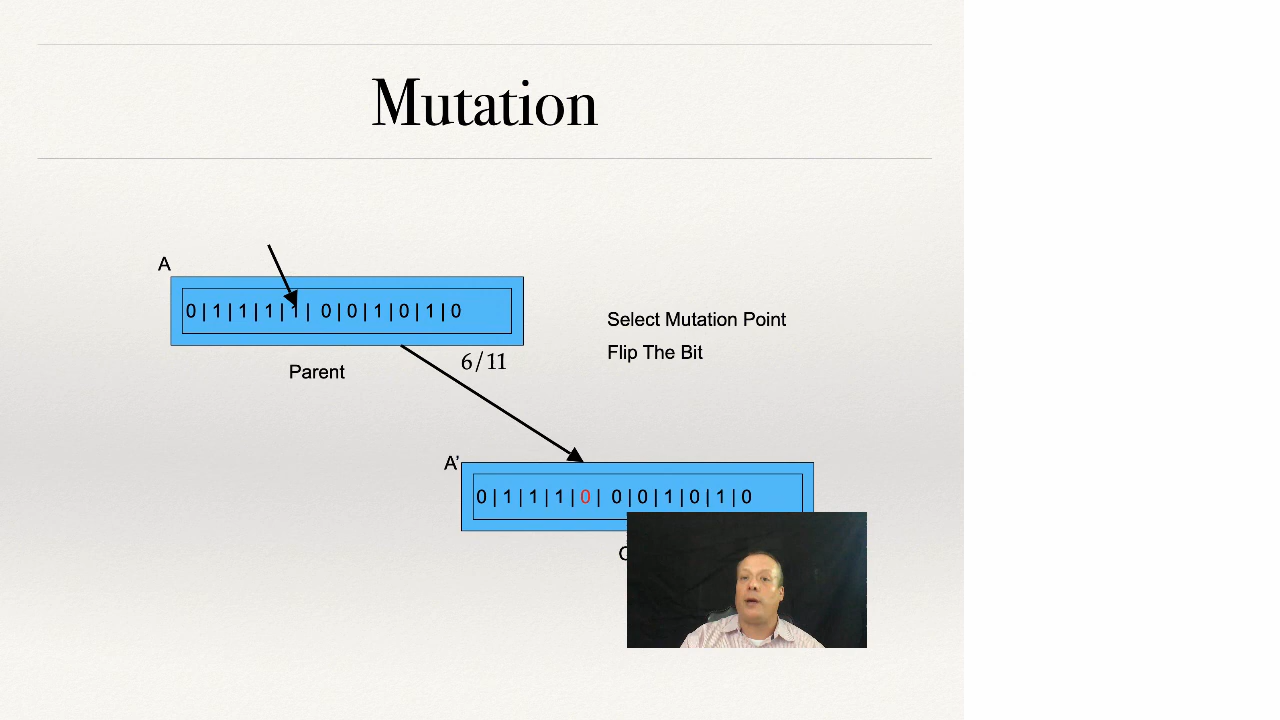 Mutation
A
0 | 1 | 1 | 1 | 1 | 0 | 0 | 1 | 0 | 1 | 0
Select Mutation Point
Flip The Bit
6/11
Parent
A'
0 | 1 | 1 | 1 | 0 | 0 | 0 | 1 | 0 | 1 | 0